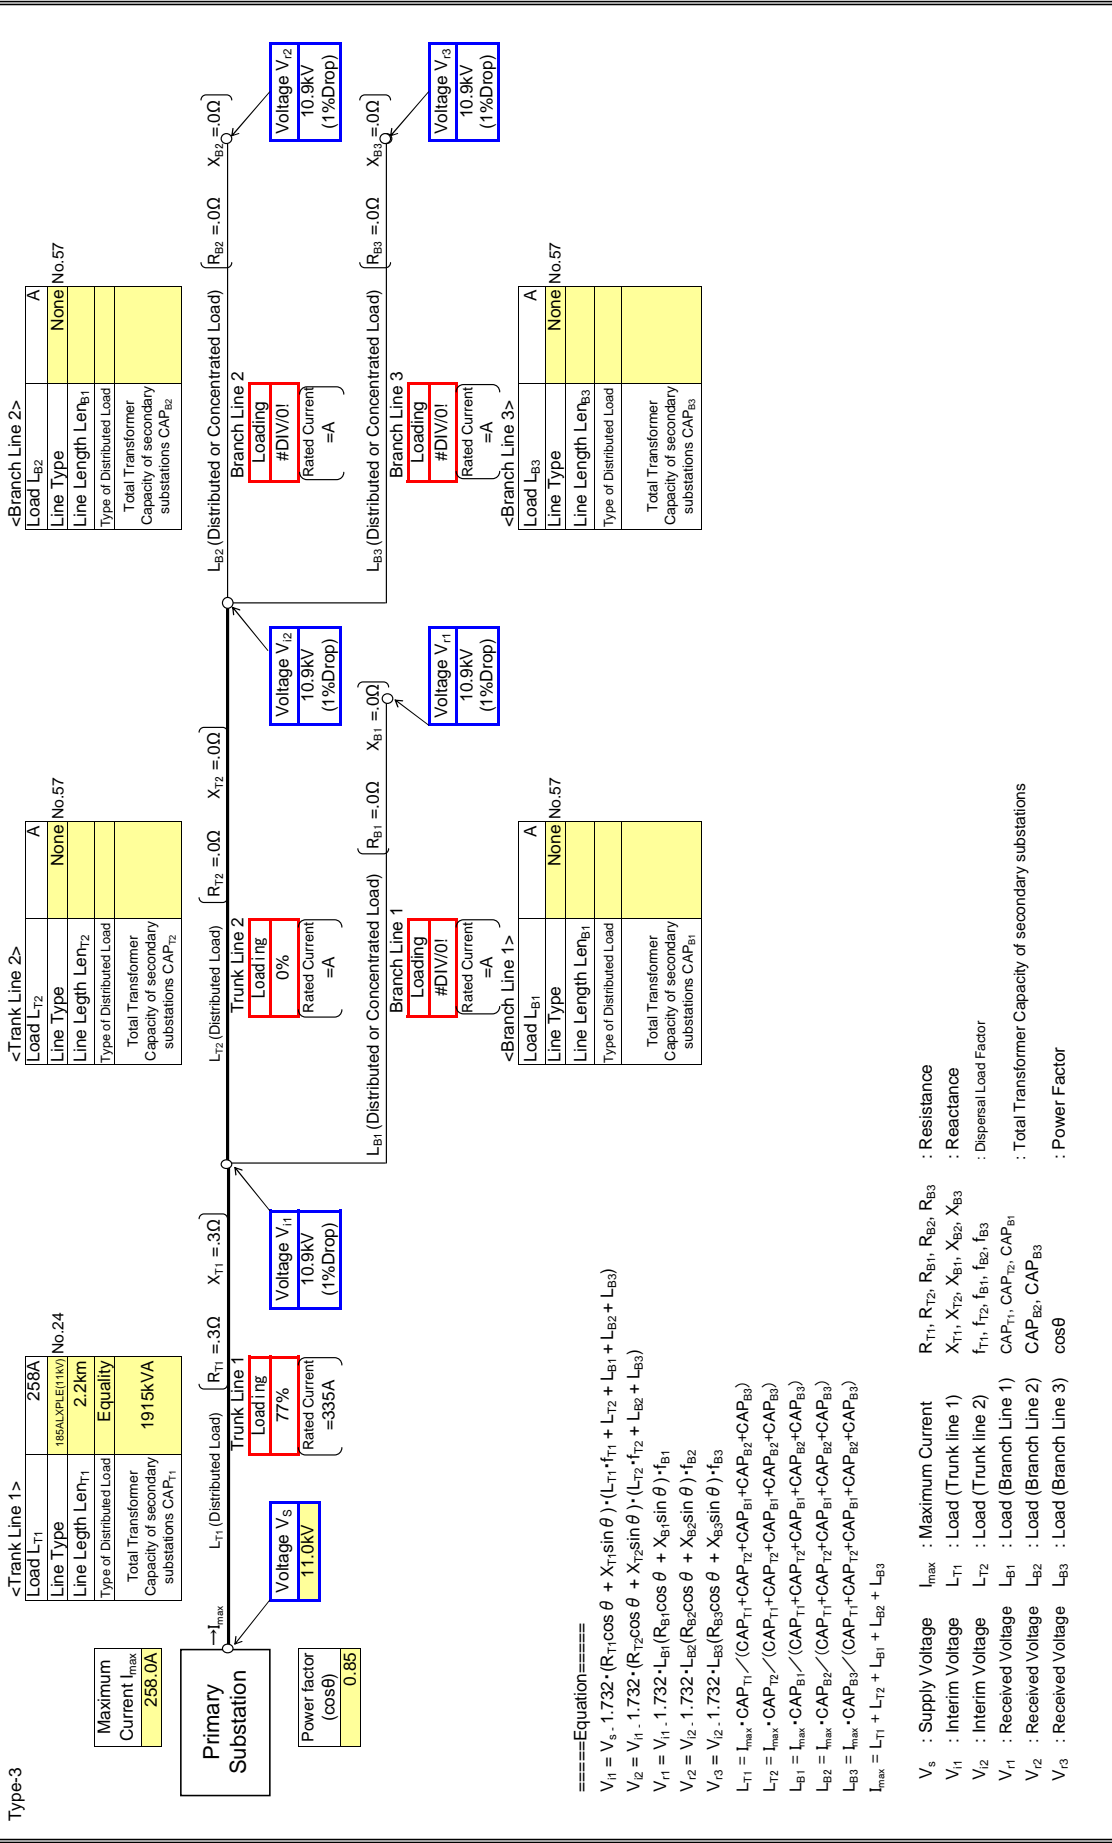 Type-3
Maximum
Current Imax
258.0A
Primary
Substation
Power factor
(cosθ)
0.85
→Imax
Voltage VS
11.0kV
<Trank Line 1>
Load LT1 258A
Line Type 185ALXPLE(11kV) No.24
Line Legth LenT1 2.2km
Type of Distributed Load Equality
Total Transformer
Capacity of secondary
substations CAPT1
1915kVA
LT1 (Distributed Load) RT1 =.3Ω XT1 =.3Ω
Trunk Line 1
Loading
77%
Rated Current
=335A
Voltage Vi1
10.9kV
(1%Drop)
<Trank Line 2>
Load LT2 A
Line Type None No.57
Line Length LenT2
Type of Distributed Load
Total Transformer
Capacity of secondary
substations CAPT2
LT2 (Distributed Load) RT2 =.0Ω XT2 =.0Ω
Trunk Line 2
Loading
0%
Rated Current
=A
Voltage Vi2
10.9kV
(1%Drop)
LB1 (Distributed or Concentrated Load) RB1 =.0Ω XB1 =.0Ω
Branch Line 1
Loading
#DIV/0!
Rated Current
=A
Voltage Vr1
10.9kV
(1%Drop)
<Branch Line 1>
Load LB1 A
Line Type None No.57
Line Length LenB1
Type of Distributed Load
Total Transformer
Capacity of secondary
substations CAPB1
<Branch Line 2>
Load LB2 A
Line Type None No.57
Line Length LenB1
Type of Distributed Load
Total Transformer
Capacity of secondary
substations CAPB2
LB2 (Distributed or Concentrated Load) RB2 =.0Ω XB2 =.0Ω
Branch Line 2
Loading
#DIV/0!
Rated Current
=A
Voltage Vr2
10.9kV
(1%Drop)
LB3 (Distributed or Concentrated Load) RB3 =.0Ω XB3 =.0Ω
Branch Line 3
Loading
#DIV/0!
Rated Current
=A
Voltage Vr3
10.9kV
(1%Drop)
<Branch Line 3>
Load LB3 A
Line Type None No.57
Line Length LenB3
Type of Distributed Load
Total Transformer
Capacity of secondary
substations CAPB3
=====Equation=====
Vi1 = Vs - 1.732・(RT1cosθ + XT1sinθ)・(LT1・fT1 + LT2 + LB1 + LB2 + LB3)
Vi2 = Vi1 - 1.732・(RT2cosθ + XT2sinθ)・(LT2・fT2 + LB2 + LB3)
Vr1 = Vi1 - 1.732・LB1(RB1cosθ + XB1sinθ)・fB1
Vr2 = Vi2 - 1.732・LB2(RB2cosθ + XB2sinθ)・fB2
Vr3 = Vi2 - 1.732・LB3(RB3cosθ + XB3sinθ)・fB3
LT1 = Imax・CAPT1／(CAPT1+CAPT2+CAPB1+CAPB2+CAPB3)
LT2 = Imax・CAPT2／(CAPT1+CAPT2+CAPB1+CAPB2+CAPB3)
LB1 = Imax・CAPB1／(CAPT1+CAPT2+CAPB1+CAPB2+CAPB3)
LB2 = Imax・CAPB2／(CAPT1+CAPT2+CAPB1+CAPB2+CAPB3)
LB3 = Imax・CAPB3／(CAPT1+CAPT2+CAPB1+CAPB2+CAPB3)
Imax = LT1 + LT2 + LB1 + LB2 + LB3
Vs : Supply Voltage Imax : Maximum Current RT1, RT2, RB1, RB2, RB3 : Resistance
Vi1 : Interim Voltage LT1 : Load (Trunk line 1) XT1, XT2, XB1, XB2, XB3 : Reactance
Vi2 : Interim Voltage LT2 : Load (Trunk line 2) fT1, fT2, fB1, fB2, fB3 : Dispersal Load Factor
Vr1 : Received Voltage LB1 : Load (Branch Line 1) CAPT1, CAPT2, CAPB1 : Total Transformer Capacity of secondary substations
Vr2 : Received Voltage LB2 : Load (Branch Line 2) CAPB2, CAPB3
Vr3 : Received Voltage LB3 : Load (Branch Line 3) cosθ : Power Factor